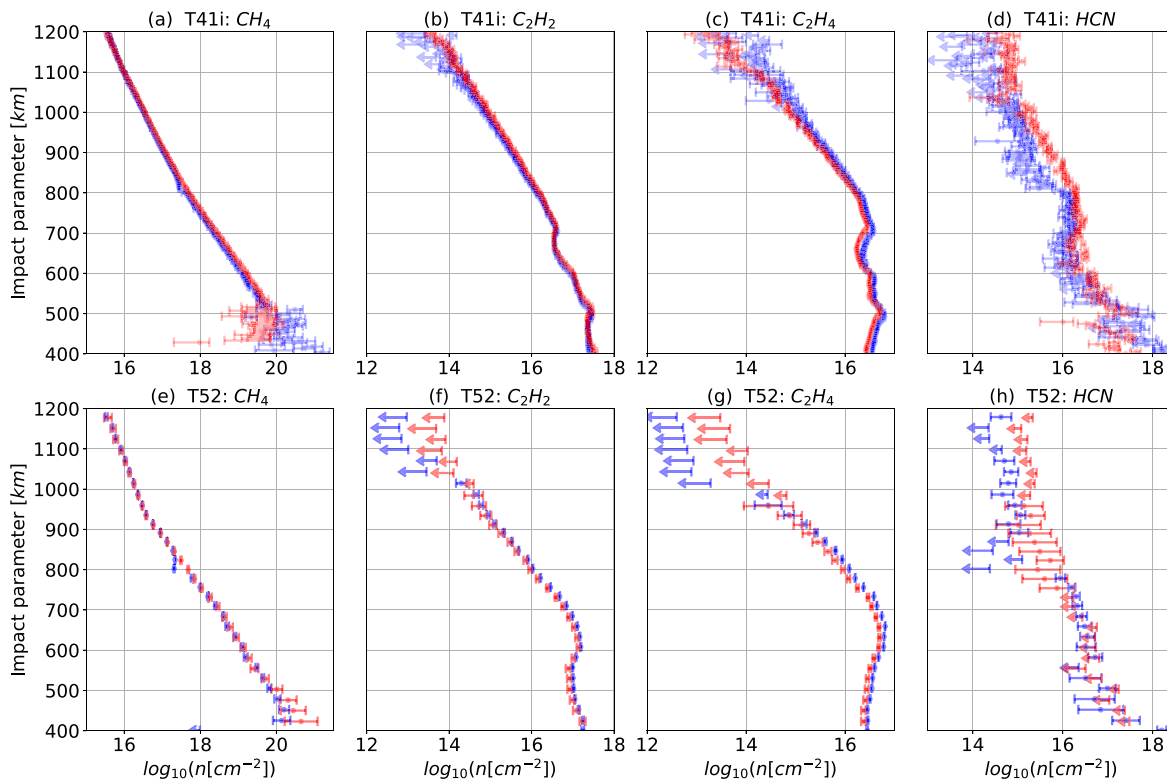 (a) T41i: CH4
(b) T41i: C2H2
(c) T41i: C2H4
(d) T41i: HCN
Impact parameter [km]
1200
1100
1000
900
800
700
600
500
400
16 18 20
12 14 16 18
12 14 16
14 15 16 17 18
(e) T52: CH4
(f) T52: C2H2
(g) T52: C2H4
(h) T52: HCN
Impact parameter [km]
1200
1100
1000
900
800
700
600
500
400
16 18 20
12 14 16 18
12 14 16
14 15 16 17 18
log10(n[cm−2])
log10(n[cm−2])
log10(n[cm−2])
log10(n[cm−2])